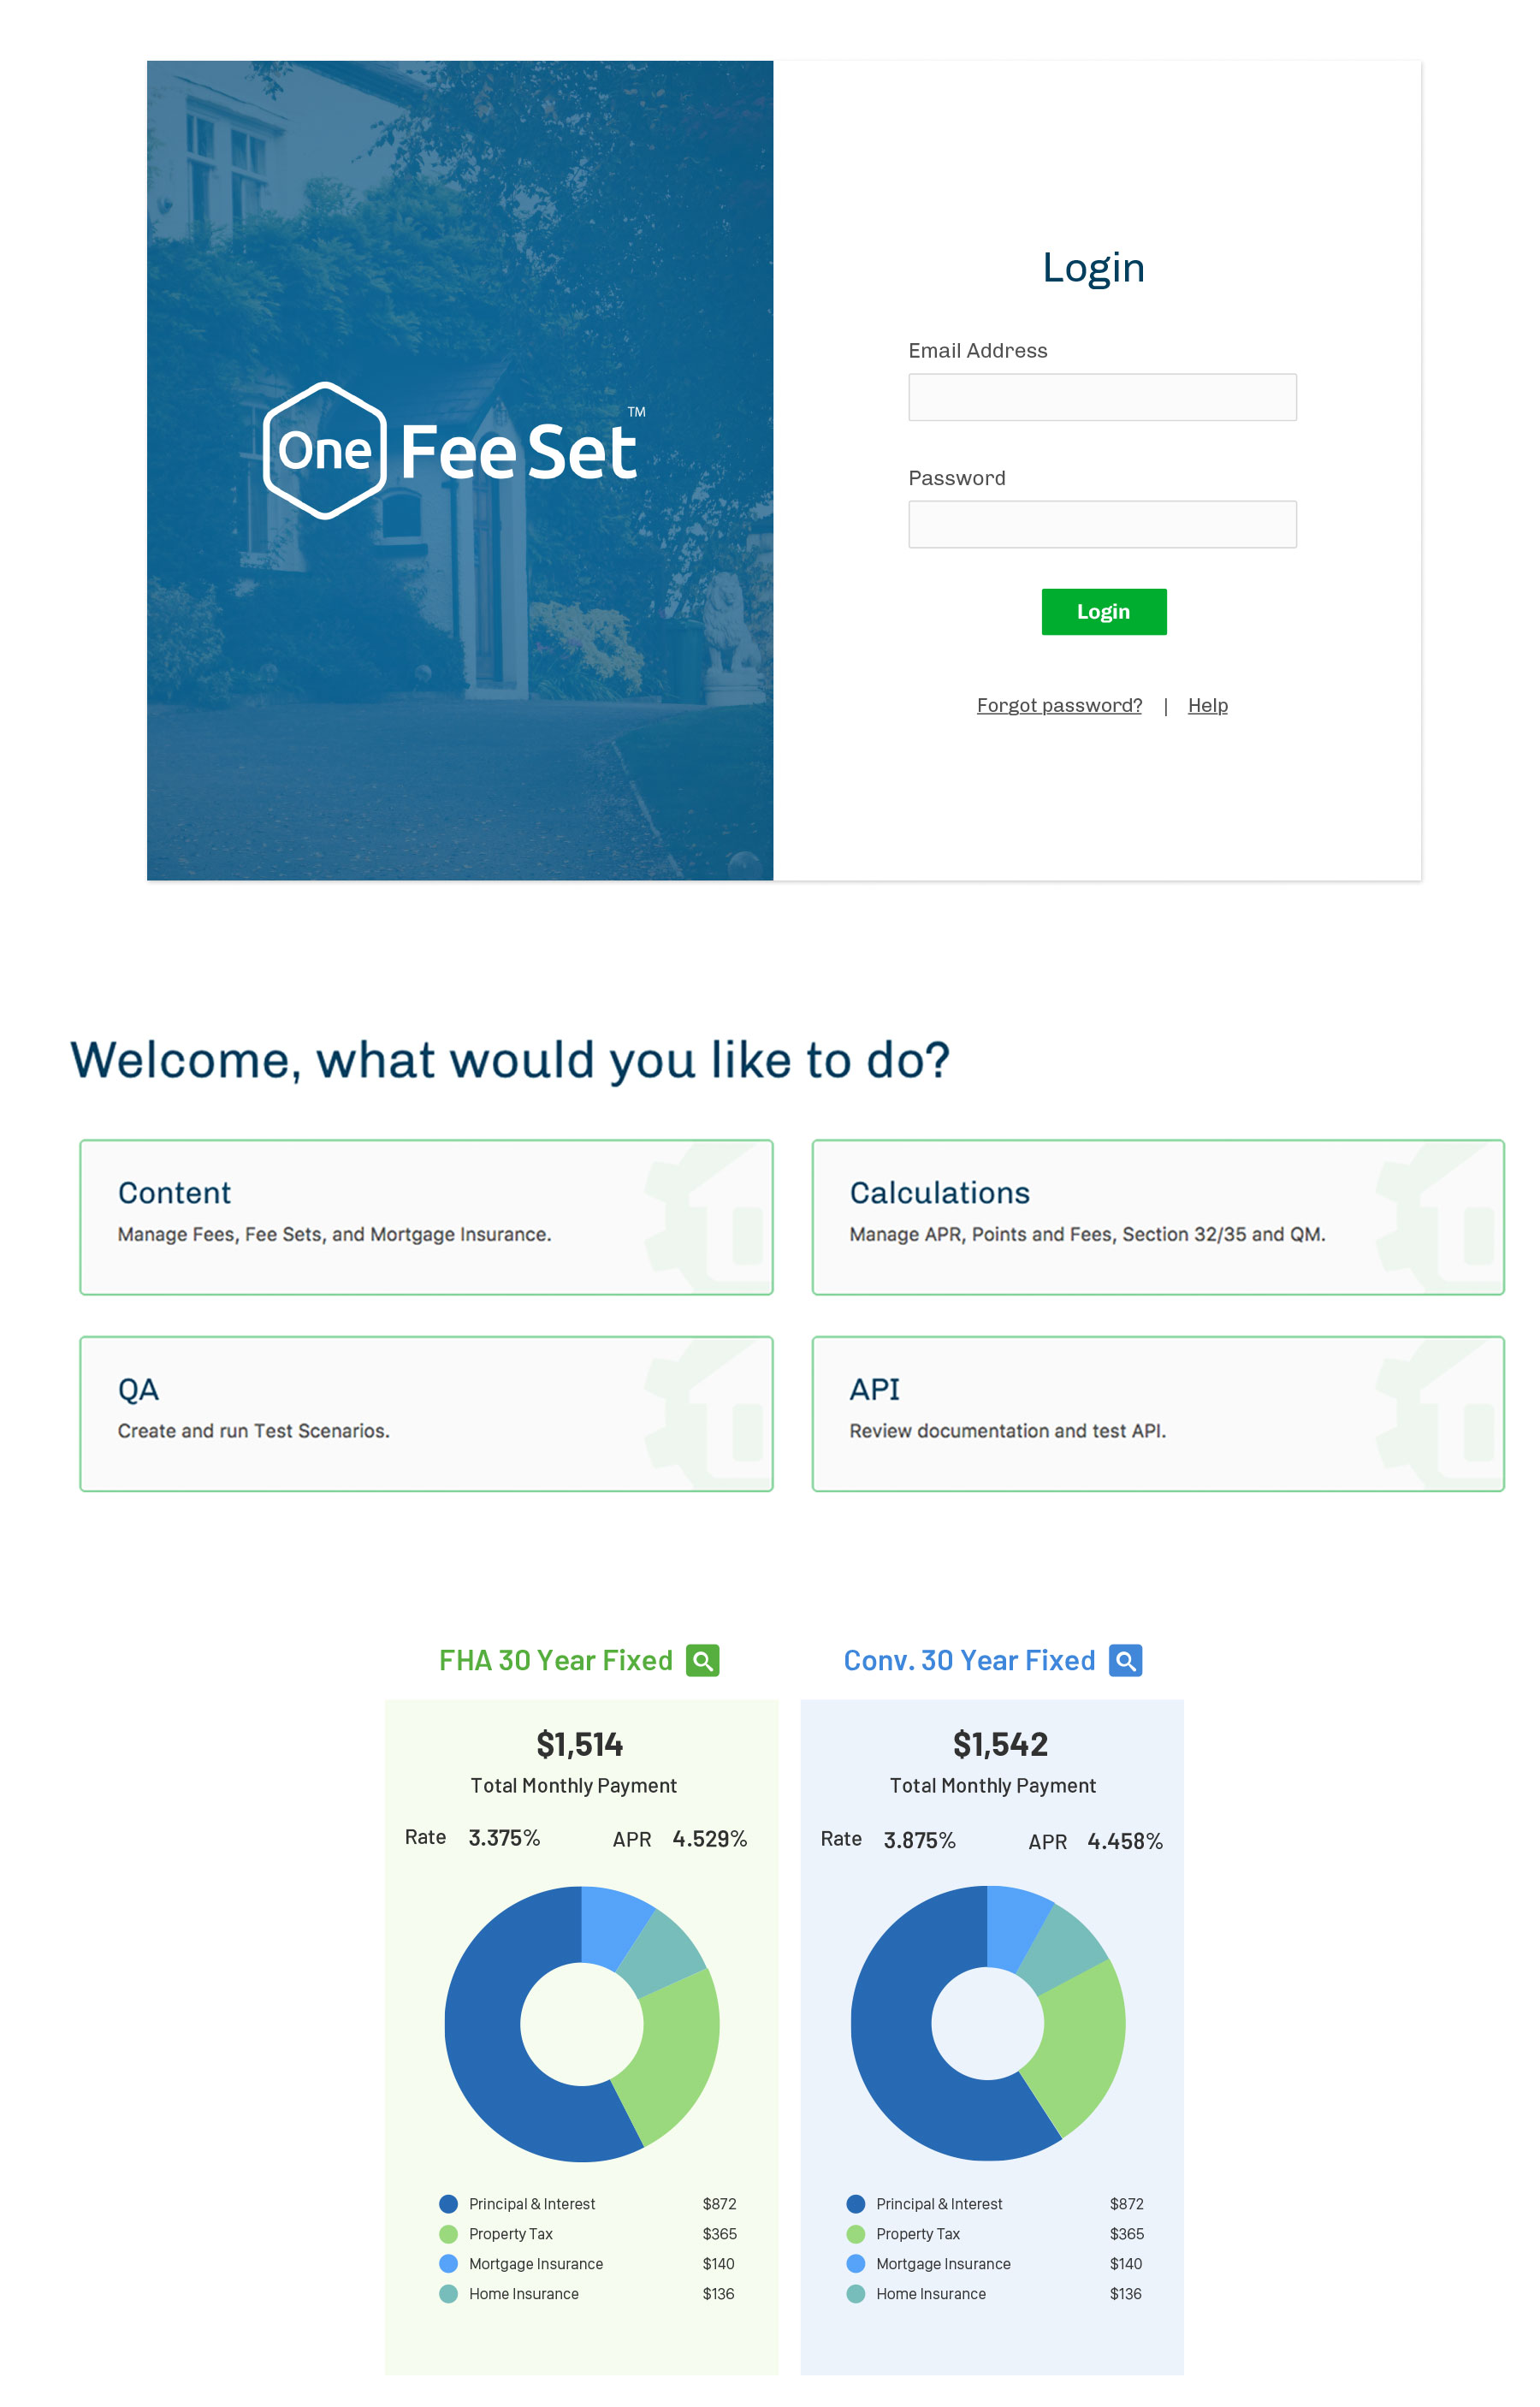 One Fee Set™
Login
Email Address
Password
Login
Forgot password? | Help
Welcome, what would you like to do?
Content
Manage Fees, Fee Sets, and Mortgage Insurance.
Calculations
Manage APR, Points and Fees, Section 32/35 and QM.
QA
Create and run Test Scenarios.
API
Review documentation and test API.
FHA 30 Year Fixed
$1,514
Total Monthly Payment
Rate 3.375% APR 4.529%
Principal & Interest $872
Property Tax $365
Mortgage Insurance $140
Home Insurance $136
Conv. 30 Year Fixed
$1,542
Total Monthly Payment
Rate 3.875% APR 4.458%
Principal & Interest $872
Property Tax $365
Mortgage Insurance $140
Home Insurance $136